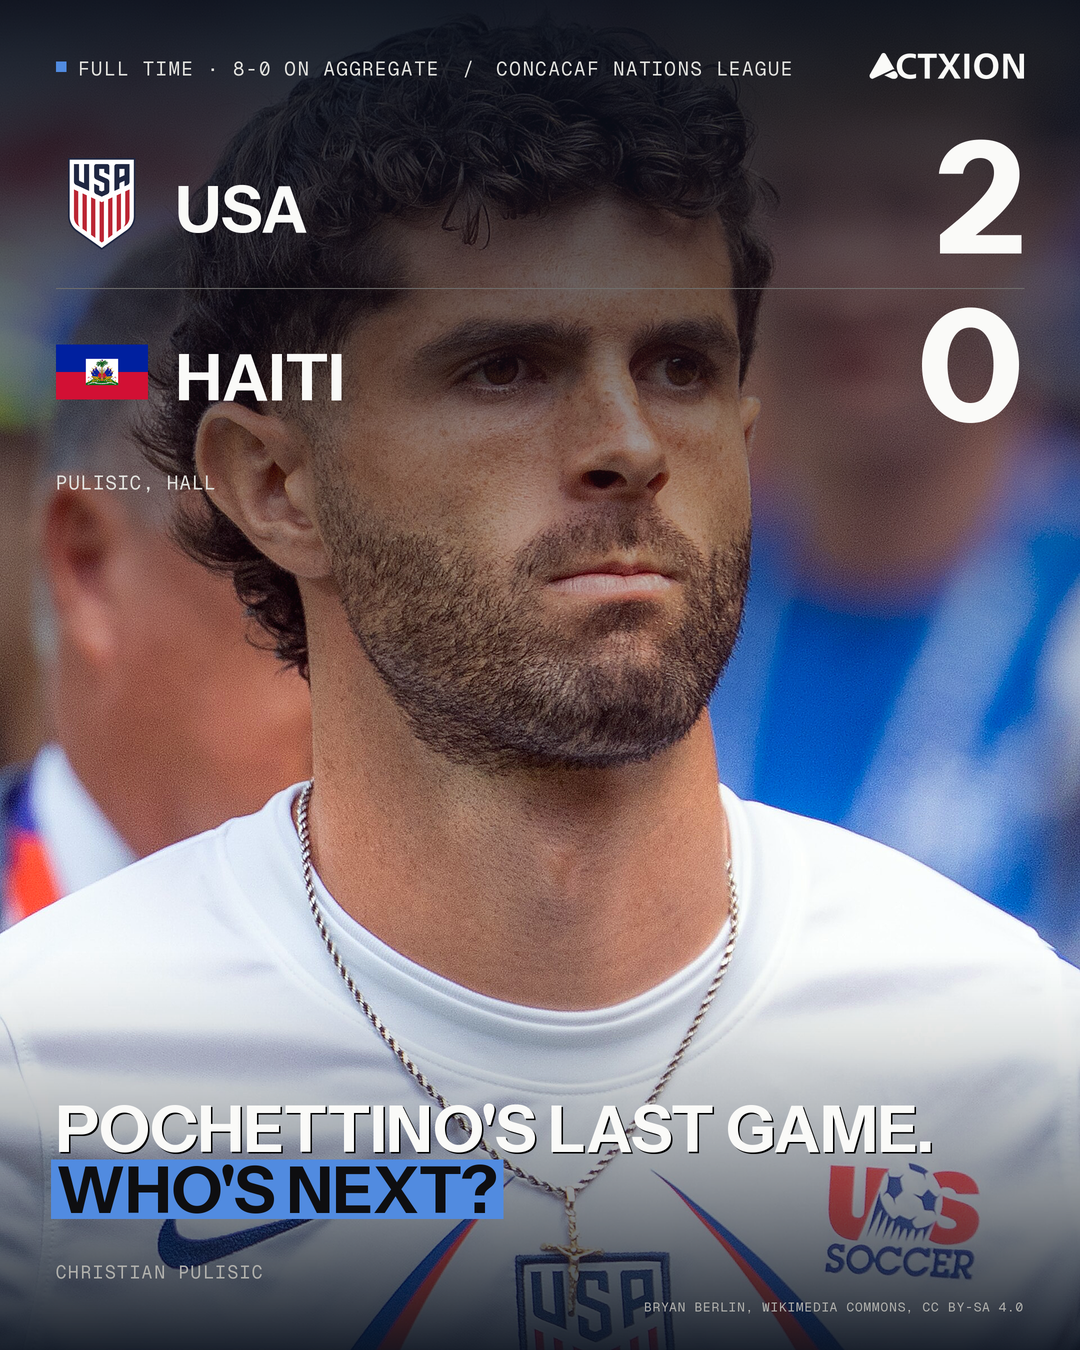 FULL TIME · 8-0 ON AGGREGATE / CONCACAF NATIONS LEAGUE
ACTXION
USA
USA
2
HAITI
0
PULISIC, HALL
POCHETTINO'S LAST GAME.
WHO'S NEXT?
US
SOCCER
CHRISTIAN PULISIC
USA
BRYAN BERLIN, WIKIMEDIA COMMONS, CC BY-SA 4.0